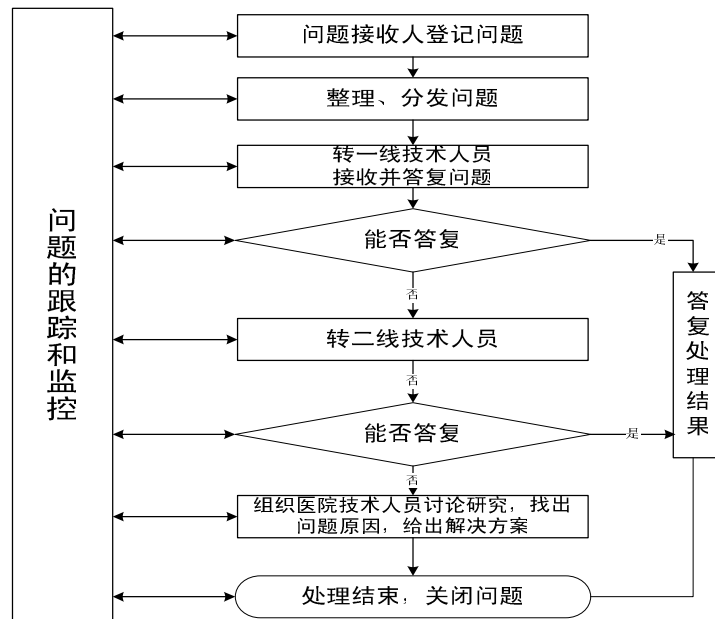 问题接收人登记问题
整理、分发问题
转一线技术人员
接收并答复问题
能否答复
是
否
转二线技术人员
否
能否答复
是
否
组织医院技术人员讨论研究，找出
问题原因，给出解决方案
处理结束，关闭问题
问题的跟踪和监控
答复处理结果